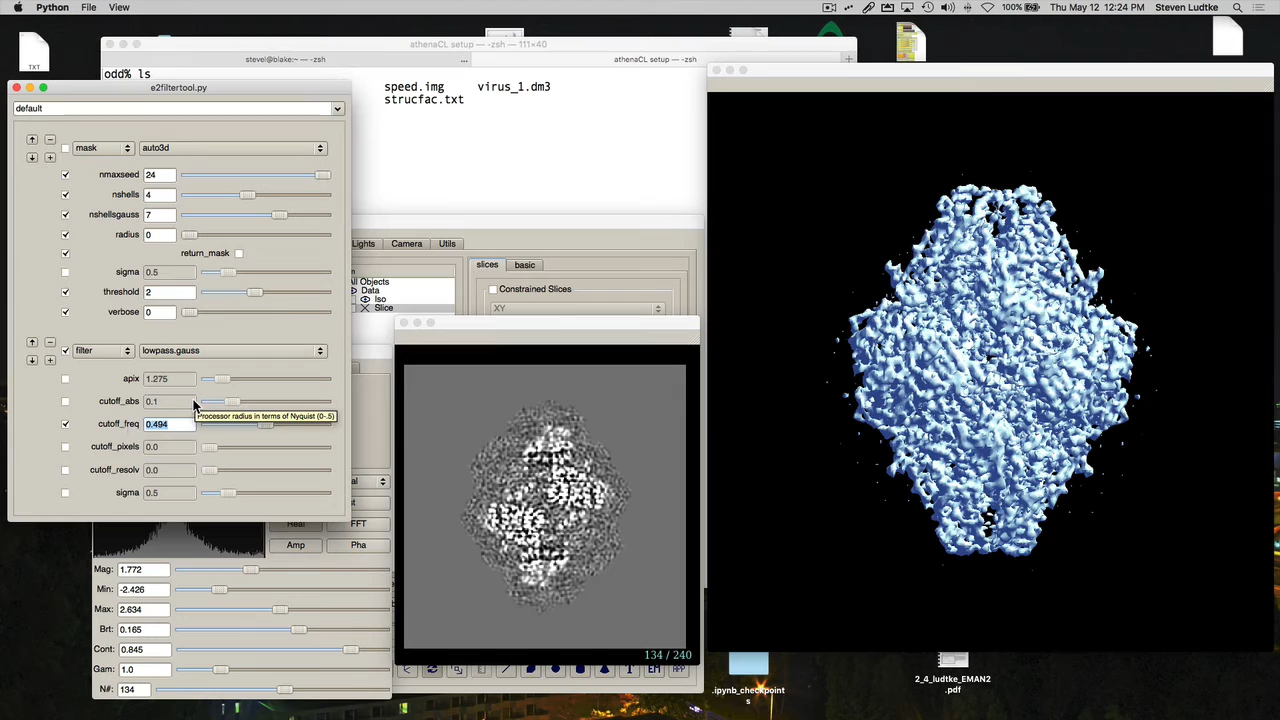 Python File View
100% Thu May 12 12:24 PM Steven Ludtke
TXT
athenaCL setup — -zsh — 111×40
stevel@blake:~ — -zsh
...
athenaCL setup — -zsh
odd% ls
speed.img virus_1.dm3
strucfac.txt
e2filtertool.py
default
mask auto3d
nmaxseed 24
nshells 4
nshellsgauss 7
radius 0
return_mask
sigma 0.5
threshold 2
verbose 0
filter lowpass.gauss
apix 1.275
cutoff_abs 0.1
Processor radius in terms of Nyquist (0-.5)
cutoff_freq 0.494
cutoff_pixels 0.0
cutoff_resolv 0.0
sigma 0.5
Lights Camera Utils
All Objects
Data
Iso
Slice
slices basic
Constrained Slices
XY
Real FFT
Amp Pha
Mag: 1.772
Min: -2.426
Max: 2.634
Brt: 0.165
Cont: 0.845
Gam: 1.0
N#: 134
134 / 240
EM APP
.ipynb_checkpoint
s
2_4_ludtke_EMAN2
.pdf